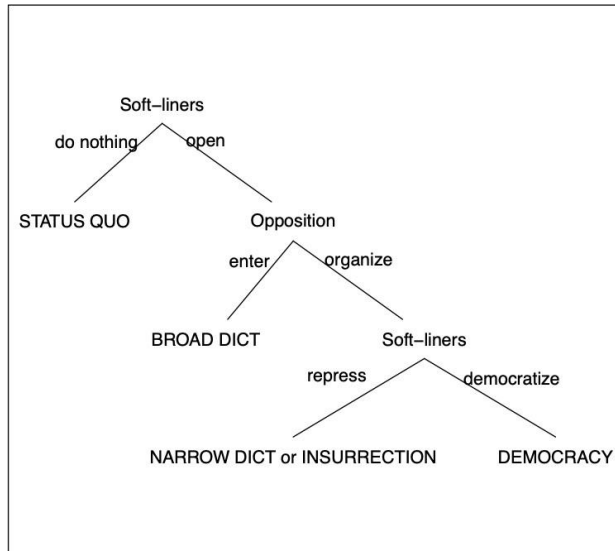 Soft–liners
do nothing open
STATUS QUO Opposition
enter organize
BROAD DICT Soft–liners
repress democratize
NARROW DICT or INSURRECTION DEMOCRACY